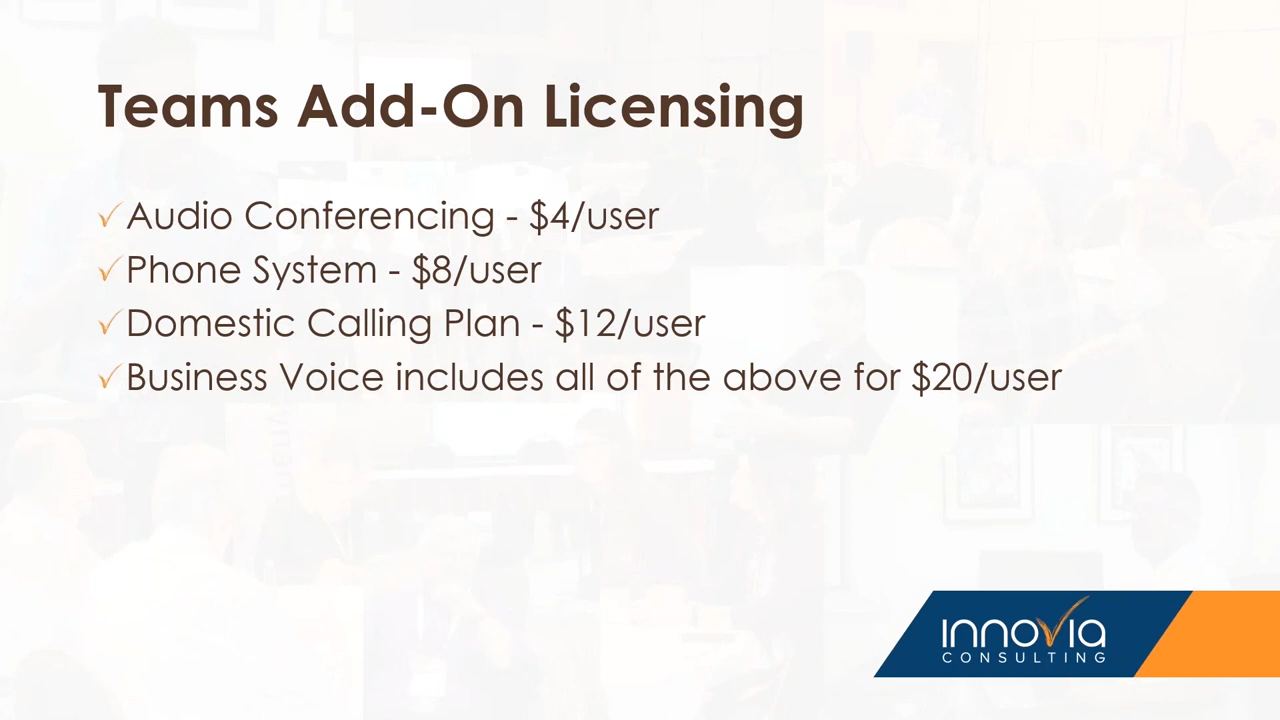 Teams Add-On Licensing
Audio Conferencing - $4/user
Phone System - $8/user
Domestic Calling Plan - $12/user
Business Voice includes all of the above for $20/user
innovia
CONSULTING